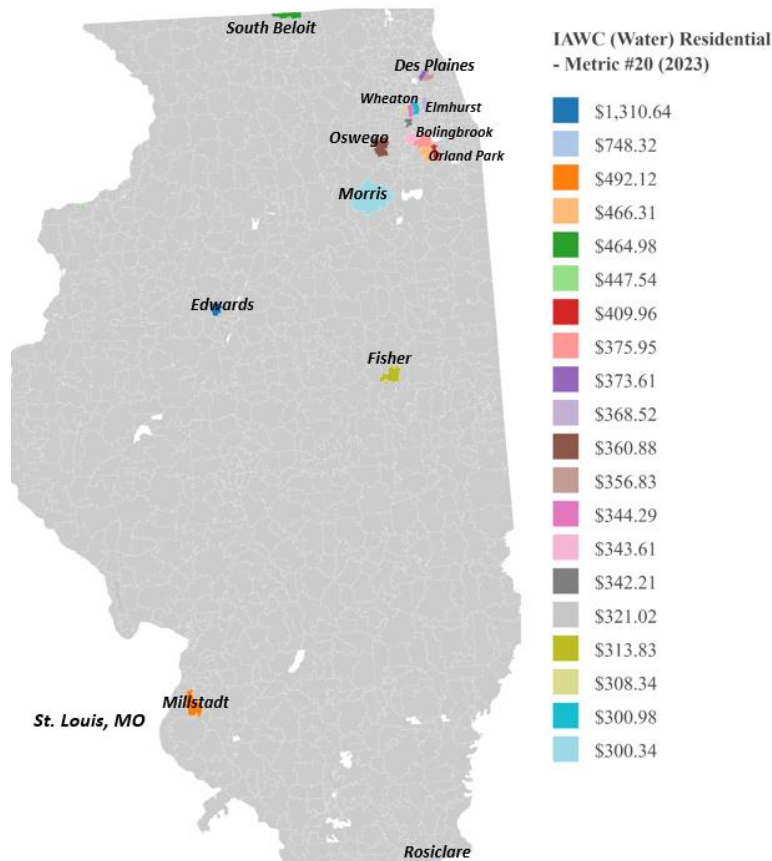 South Beloit
Des Plaines
Wheaton
Elmhurst
Bolingbrook
Oswego
Orland Park
Morris
Edwards
Fisher
Millstadt
St. Louis, MO
Rosiclare
IAWC (Water) Residential
- Metric #20 (2023)
$1,310.64
$748.32
$492.12
$466.31
$464.98
$447.54
$409.96
$375.95
$373.61
$368.52
$360.88
$356.83
$344.29
$343.61
$342.21
$321.02
$313.83
$308.34
$300.98
$300.34